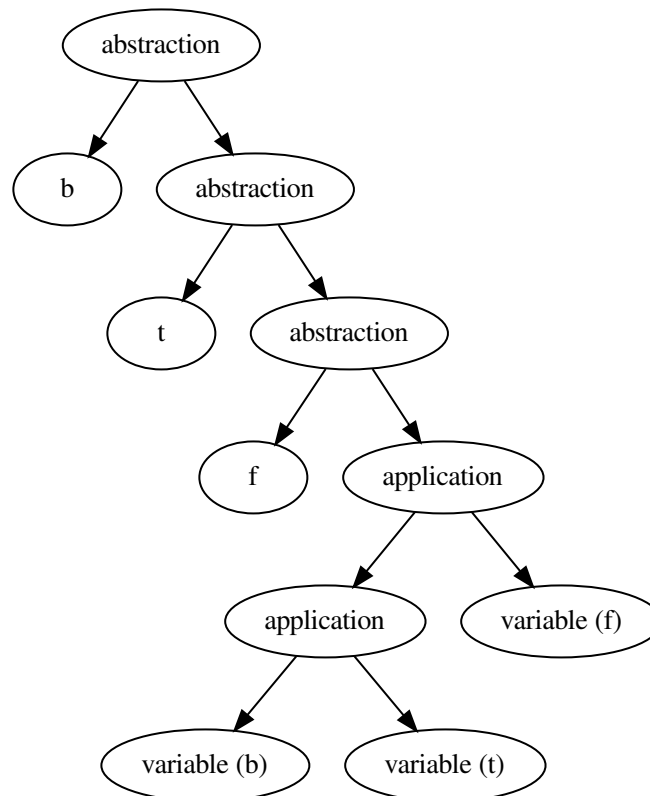 abstraction
b
abstraction
t
abstraction
f
application
application
variable (f)
variable (b)
variable (t)